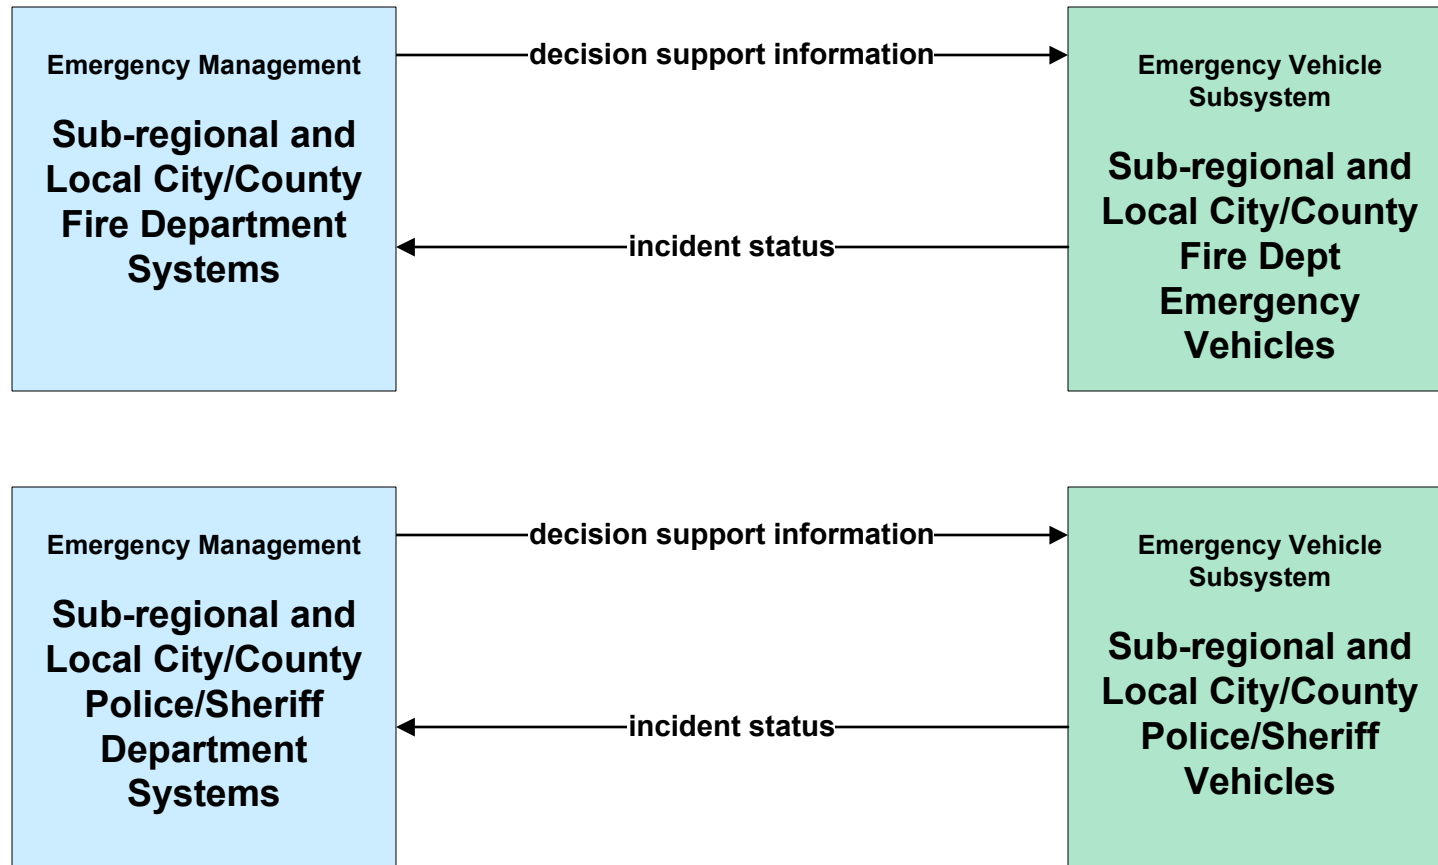 Emergency Management
Sub-regional and
Local City/County
Fire Department
Systems
decision support information
incident status
Emergency Vehicle
Subsystem
Sub-regional and
Local City/County
Fire Dept
Emergency
Vehicles
Emergency Management
Sub-regional and
Local City/County
Police/Sheriff
Department
Systems
decision support information
incident status
Emergency Vehicle
Subsystem
Sub-regional and
Local City/County
Police/Sheriff
Vehicles